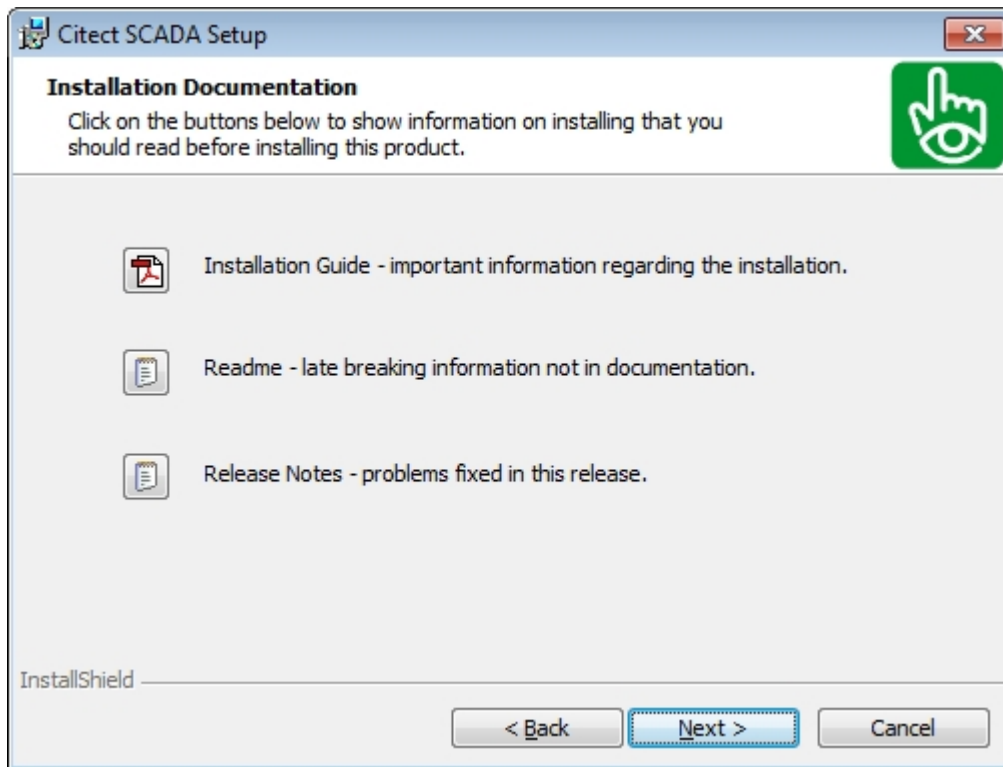 Citect SCADA Setup
Installation Documentation
Click on the buttons below to show information on installing that you
should read before installing this product.
Installation Guide - important information regarding the installation.
Readme - late breaking information not in documentation.
Release Notes - problems fixed in this release.
InstallShield
< Back
Next >
Cancel